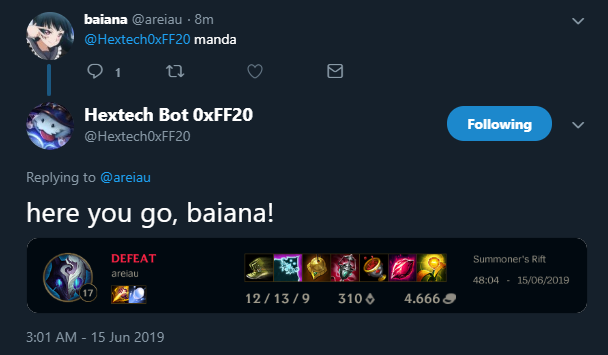 baiana @areiau · 8m
@Hextech0xFF20 manda
1
Hextech Bot 0xFF20
@Hextech0xFF20
Following
Replying to @areiau
here you go, baiana!
DEFEAT
areiau
17
12 / 13 / 9 310 4.666
Summoner's Rift
48:04 - 15/06/2019
3:01 AM - 15 Jun 2019